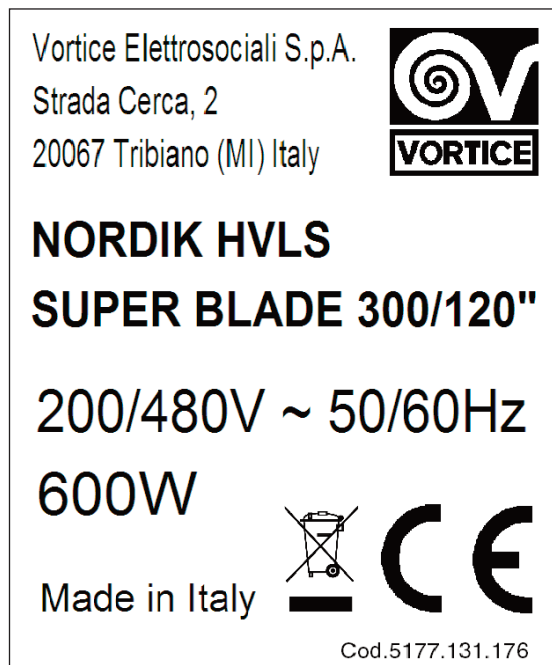 Vortice Elettrosociali S.p.A.
Strada Cerca, 2
20067 Tribiano (MI) Italy
VORTICE
NORDIK HVLS
SUPER BLADE 300/120"
200/480V ~ 50/60Hz
600W
CE
Made in Italy
Cod.5177.131.176